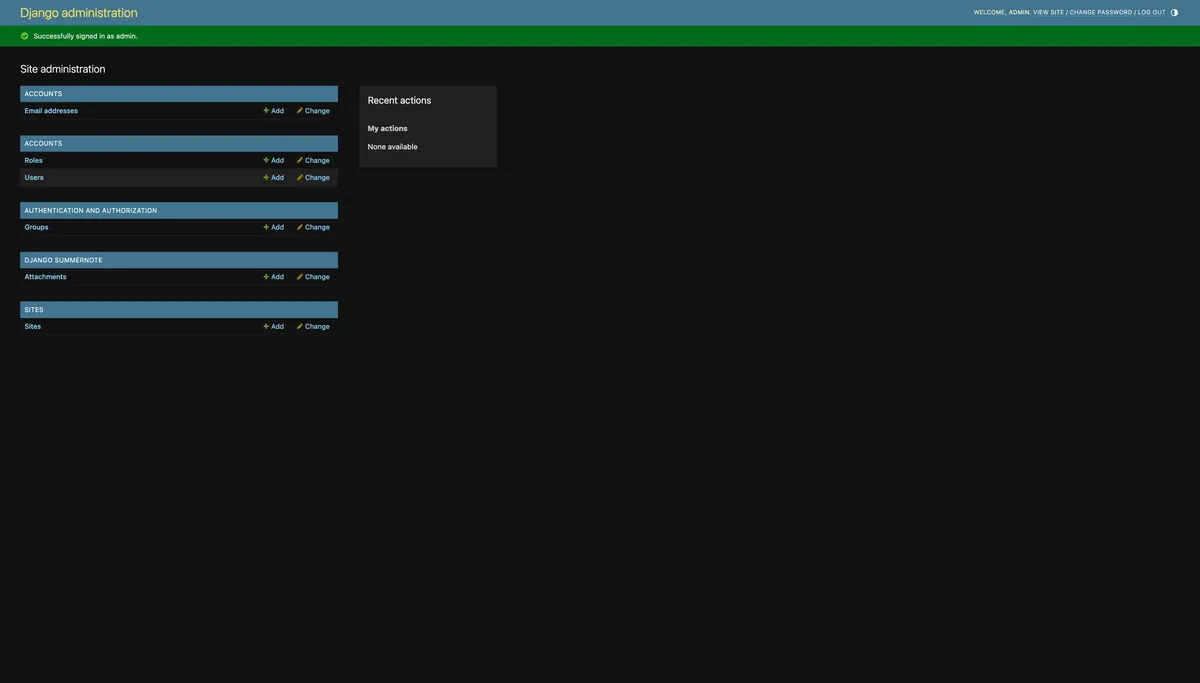 Django administration
WELCOME, ADMIN. VIEW SITE / CHANGE PASSWORD / LOG OUT
Successfully signed in as admin.
Site administration
ACCOUNTS
Email addresses Add Change
ACCOUNTS
Roles Add Change
Users Add Change
AUTHENTICATION AND AUTHORIZATION
Groups Add Change
DJANGO SUMMERNOTE
Attachments Add Change
SITES
Sites Add Change
Recent actions
My actions
None available